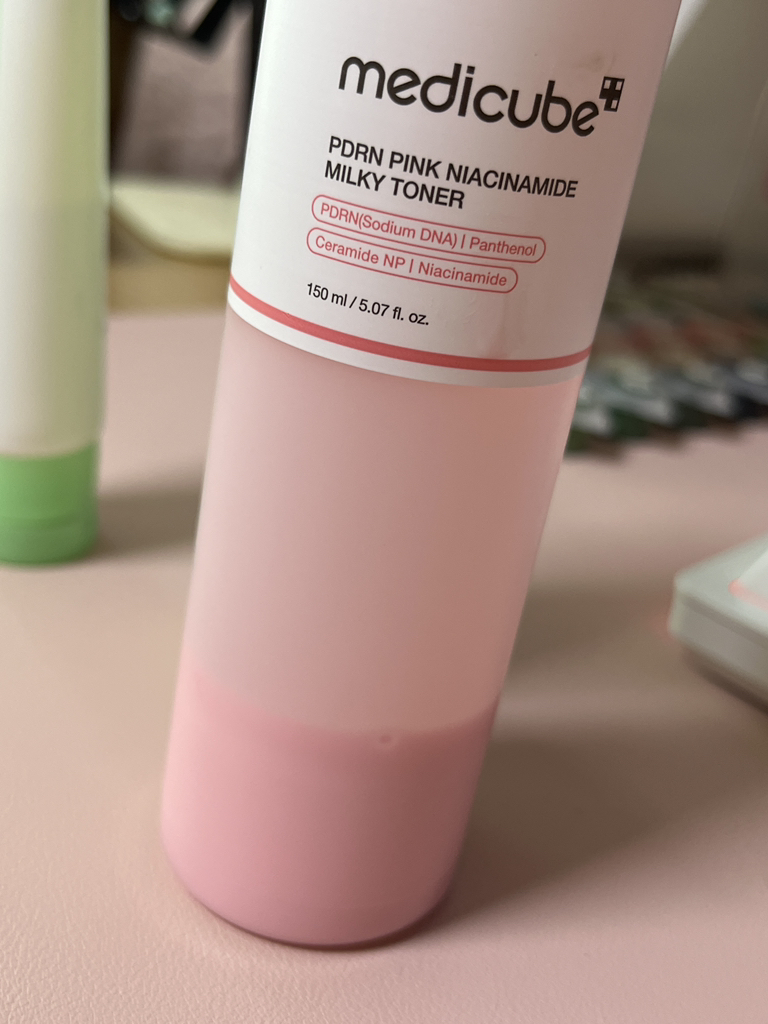 medicube
PDRN PINK NIACINAMIDE
MILKY TONER
PDRN(Sodium DNA) | Panthenol
Ceramide NP | Niacinamide
150 ml / 5.07 fl. oz.